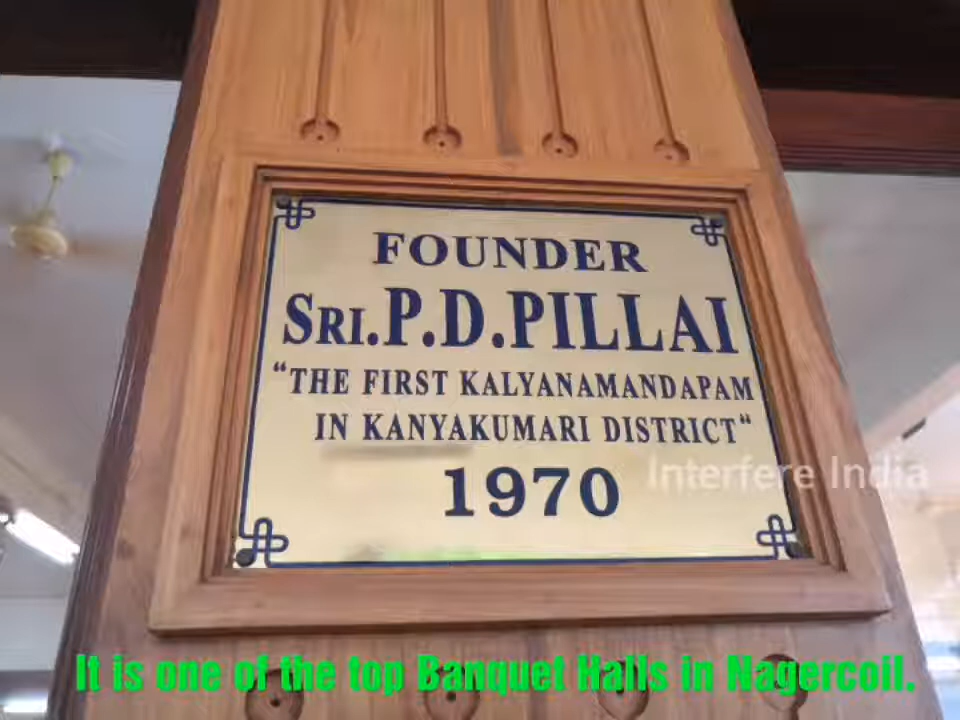 FOUNDER
SRI.P.D.PILLAI
“THE FIRST KALYANAMANDAPAM
IN KANYAKUMARI DISTRICT“
1970
Interfere India
It is one of the top Banquet Halls in Nagercoil.